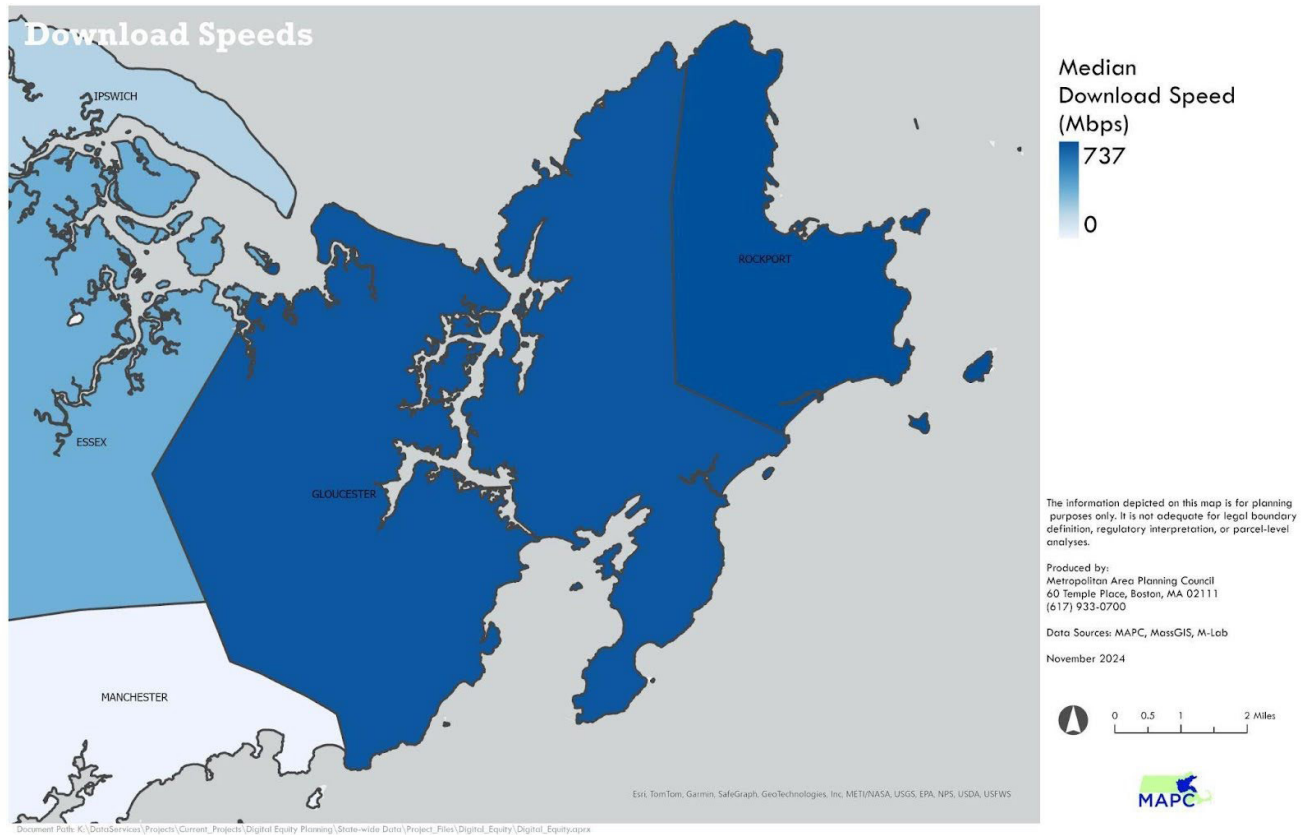 Download Speeds
IPSWICH
ROCKPORT
ESSEX
GLOUCESTER
MANCHESTER
Esri, TomTom, Garmin, SafeGraph, GeoTechnologies, Inc, METI/NASA, USGS, EPA, NPS, USDA, USFWS
Document Path: K:\DataServices\Projects\Current_Projects\Digital Equity Planning\State-wide Data\Project_Files\Digital_Equity\Digital_Equity.aprx
Median
Download Speed
(Mbps)
737
0
The information depicted on this map is for planning
purposes only. It is not adequate for legal boundary
definition, regulatory interpretation, or parcel-level
analyses.
Produced by:
Metropolitan Area Planning Council
60 Temple Place, Boston, MA 02111
(617) 933-0700
Data Sources: MAPC, MassGIS, M-Lab
November 2024
0 0.5 1 2 Miles
MAPC